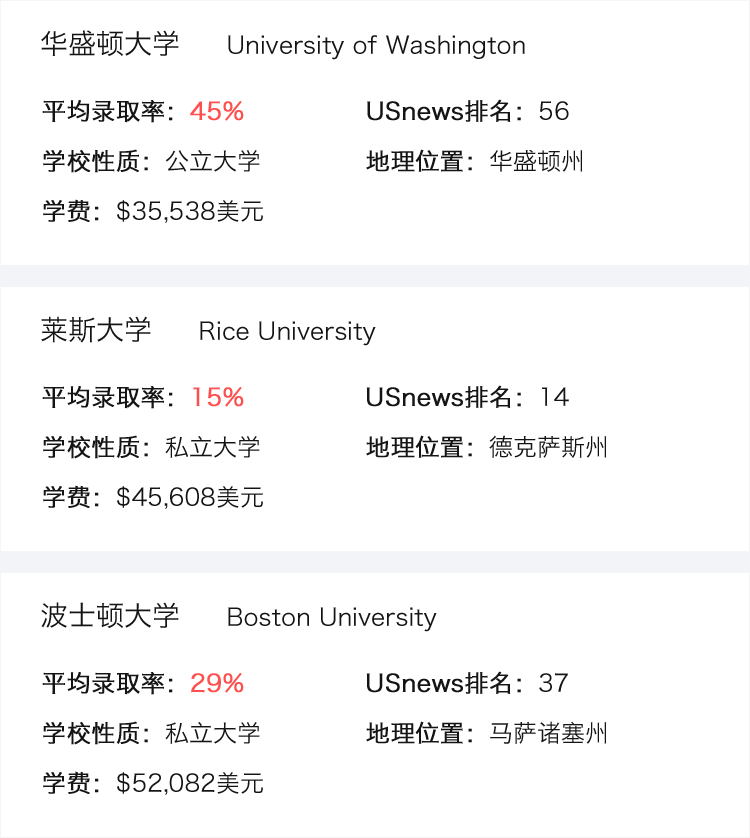 华盛顿大学 University of Washington
平均录取率：45% USnews排名：56
学校性质：公立大学 地理位置：华盛顿州
学费：$35,538美元
莱斯大学 Rice University
平均录取率：15% USnews排名：14
学校性质：私立大学 地理位置：德克萨斯州
学费：$45,608美元
波士顿大学 Boston University
平均录取率：29% USnews排名：37
学校性质：私立大学 地理位置：马萨诸塞州
学费：$52,082美元